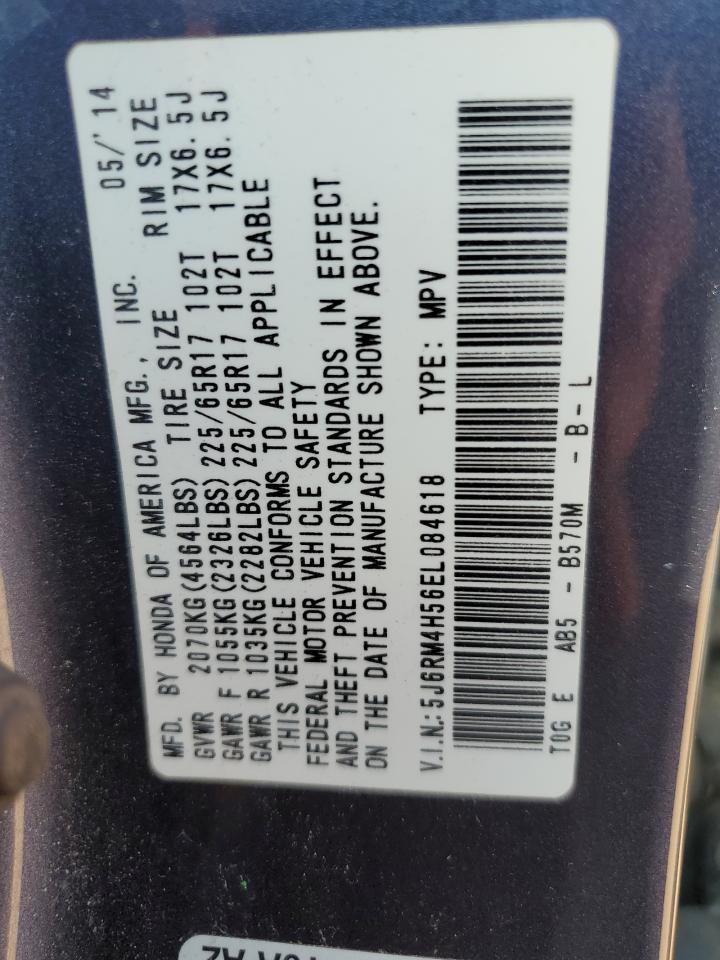 MFD. BY HONDA OF AMERICA MFG., INC. 05/'14
GVWR 2070KG(4564LBS) TIRE SIZE RIM SIZE
GAWR F 1055KG(2326LBS) 225/65R17 102T 17X6.5J
GAWR R 1035KG(2282LBS) 225/65R17 102T 17X6.5J
THIS VEHICLE CONFORMS TO ALL APPLICABLE
FEDERAL MOTOR VEHICLE SAFETY
AND THEFT PREVENTION STANDARDS IN EFFECT
ON THE DATE OF MANUFACTURE SHOWN ABOVE.
V.I.N.:5J6RM4H56EL084618 TYPE: MPV
T0G E AB5 - B570M - B - L